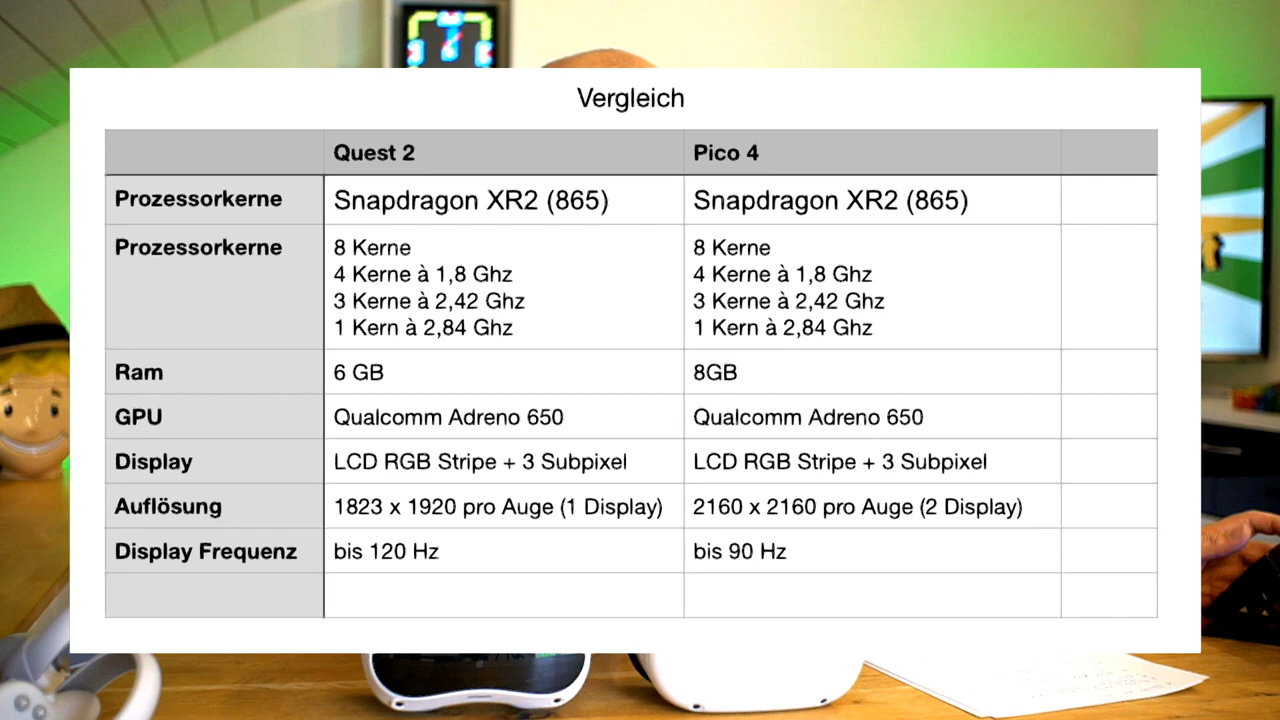 Vergleich
Quest 2 Pico 4
Prozessorkerne Snapdragon XR2 (865) Snapdragon XR2 (865)
Prozessorkerne 8 Kerne 8 Kerne
4 Kerne à 1,8 Ghz 4 Kerne à 1,8 Ghz
3 Kerne à 2,42 Ghz 3 Kerne à 2,42 Ghz
1 Kern à 2,84 Ghz 1 Kern à 2,84 Ghz
Ram 6 GB 8GB
GPU Qualcomm Adreno 650 Qualcomm Adreno 650
Display LCD RGB Stripe + 3 Subpixel LCD RGB Stripe + 3 Subpixel
Auflösung 1823 x 1920 pro Auge (1 Display) 2160 x 2160 pro Auge (2 Display)
Display Frequenz bis 120 Hz bis 90 Hz